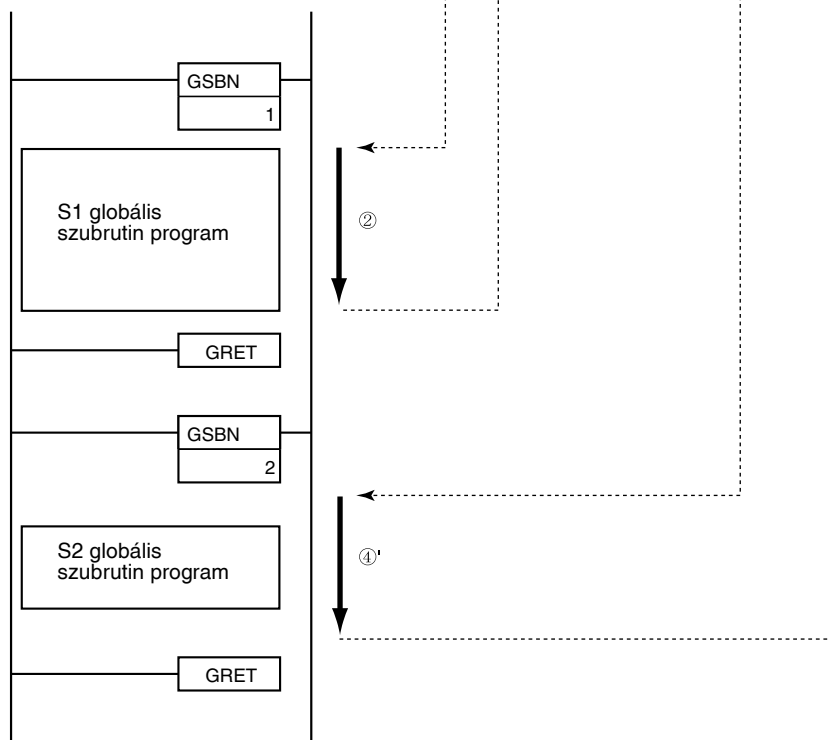 GSBN
1
S1 globális
szubrutin program
②
GRET
GSBN
2
S2 globális
szubrutin program
④'
GRET